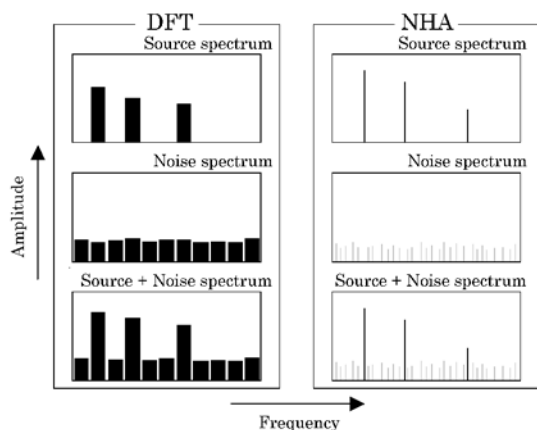 DFT
Source spectrum
Noise spectrum
Source + Noise spectrum
NHA
Source spectrum
Noise spectrum
Source + Noise spectrum
Amplitude
Frequency